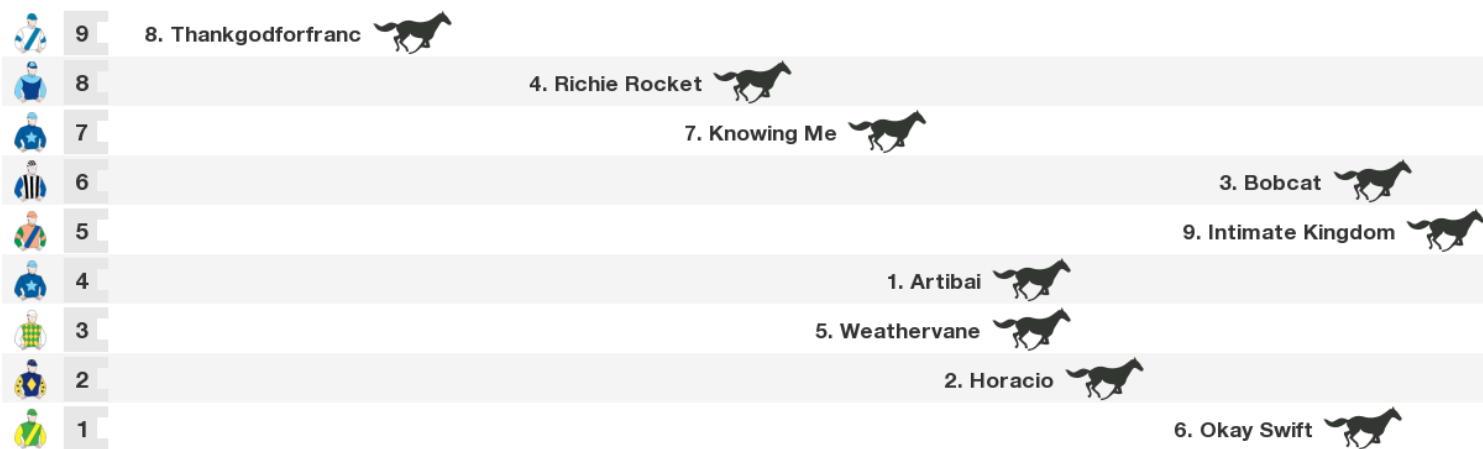 9 8. Thankgodforfranc
8 4. Richie Rocket
7 7. Knowing Me
6 3. Bobcat
5 9. Intimate Kingdom
4 1. Artibai
3 5. Weathervane
2 2. Horacio
1 6. Okay Swift